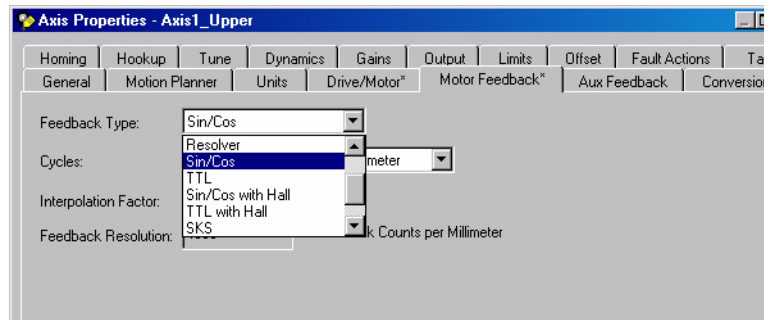 Axis Properties - Axis1_Upper
Homing Hookup Tune Dynamics Gains Output Limits Offset Fault Actions Ta
General Motion Planner Units Drive/Motor* Motor Feedback* Aux Feedback Conversion
Feedback Type: Sin/Cos
Resolver
Cycles: Sin/Cos meter
TTL
Sin/Cos with Hall
Interpolation Factor:
TTL with Hall
Feedback Resolution: SKS k Counts per Millimeter